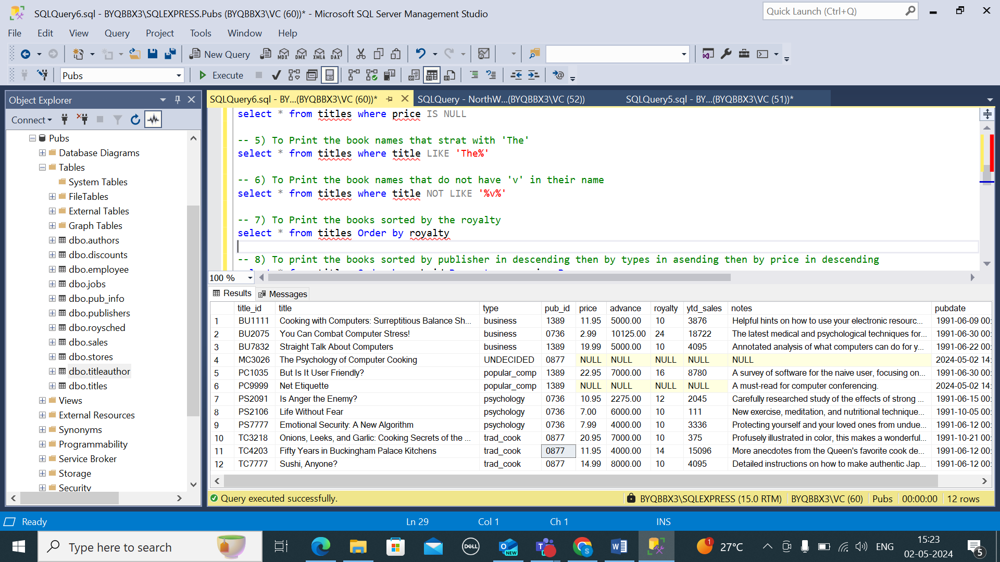 SQLQuery6.sql - BYQBBX3\SQLEXPRESS.Pubs (BYQBBX3\VC (60))* - Microsoft SQL Server Management Studio
Quick Launch (Ctrl+Q)
File Edit View Query Project Tools Window Help
New Query MDX DMX XMLA DAX
Pubs Execute
Object Explorer
Connect
Pubs
Database Diagrams
Tables
System Tables
FileTables
External Tables
Graph Tables
dbo.authors
dbo.discounts
dbo.employee
dbo.jobs
dbo.pub_info
dbo.publishers
dbo.roysched
dbo.sales
dbo.stores
dbo.titleauthor
dbo.titles
Views
External Resources
Synonyms
Programmability
Service Broker
Storage
Security
SQLQuery6.sql - BY...(BYQBBX3\VC (60))* SQLQuery - NorthW...(BYQBBX3\VC (52)) SQLQuery5.sql - BY...(BYQBBX3\VC (51))*
select * from titles where price IS NULL
-- 5) To Print the book names that strat with 'The'
select * from titles where title LIKE 'The%'
-- 6) To Print the book names that do not have 'v' in their name
select * from titles where title NOT LIKE '%v%'
-- 7) To Print the books sorted by the royalty
select * from titles Order by royalty
-- 8) To print the books sorted by publisher in descending then by types in asending then by price in descending
100 %
Results Messages
title_id title type pub_id price advance royalty ytd_sales notes pubdate
1 BU1111 Cooking with Computers: Surreptitious Balance Sh... business 1389 11.95 5000.00 10 3876 Helpful hints on how to use your electronic resourc... 1991-06-09 00:
2 BU2075 You Can Combat Computer Stress! business 0736 2.99 10125.00 24 18722 The latest medical and psychological techniques for... 1991-06-30 00:
3 BU7832 Straight Talk About Computers business 1389 19.99 5000.00 10 4095 Annotated analysis of what computers can do for y... 1991-06-22 00:
4 MC3026 The Psychology of Computer Cooking UNDECIDED 0877 NULL NULL NULL NULL NULL 2024-05-02 14:
5 PC1035 But Is It User Friendly? popular_comp 1389 22.95 7000.00 16 8780 A survey of software for the naive user, focusing on... 1991-06-30 00:
6 PC9999 Net Etiquette popular_comp 1389 NULL NULL NULL NULL A must-read for computer conferencing. 2024-05-02 14:
7 PS2091 Is Anger the Enemy? psychology 0736 10.95 2275.00 12 2045 Carefully researched study of the effects of strong ... 1991-06-15 00:
8 PS2106 Life Without Fear psychology 0736 7.00 6000.00 10 111 New exercise, meditation, and nutritional technique... 1991-10-05 00:
9 PS7777 Emotional Security: A New Algorithm psychology 0736 7.99 4000.00 10 3336 Protecting yourself and your loved ones from undue... 1991-06-12 00:
10 TC3218 Onions, Leeks, and Garlic: Cooking Secrets of the ... trad_cook 0877 20.95 7000.00 10 375 Profusely illustrated in color, this makes a wonderful... 1991-10-21 00:
11 TC4203 Fifty Years in Buckingham Palace Kitchens trad_cook 0877 11.95 4000.00 14 15096 More anecdotes from the Queen's favorite cook de... 1991-06-12 00:
12 TC7777 Sushi, Anyone? trad_cook 0877 14.99 8000.00 10 4095 Detailed instructions on how to make authentic Jap... 1991-06-12 00:
Query executed successfully. BYQBBX3\SQLEXPRESS (15.0 RTM) BYQBBX3\VC (60) Pubs 00:00:00 12 rows
Ready Ln 29 Col 1 Ch 1 INS
Type here to search DELL NEW S W 1 27°C ENG 15:23
02-05-2024 5